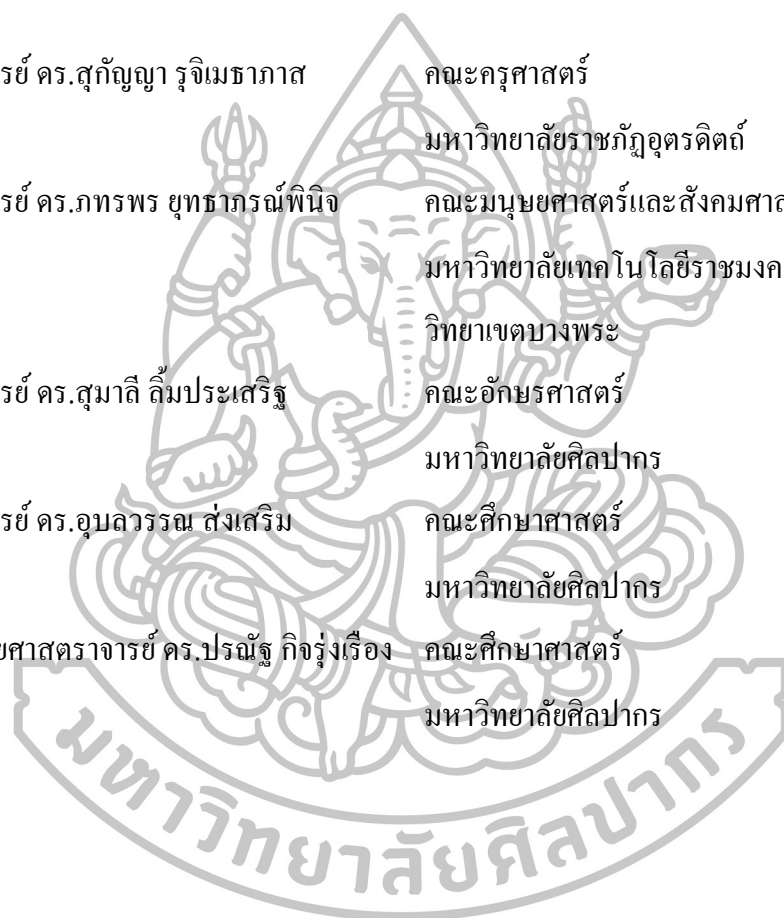 รย์ ดร.สุกัญญา รุจิเมธาภาส คณะครุศาสตร์
มหาวิทยาลัยราชภัฏอุตรดิตถ์
รย์ ดร.ภทรพร ยุทธาภรณ์พินิจ คณะมนุษยศาสตร์และสังคมศาส
มหาวิทยาลัยเทคโนโลยีราชมงค
วิทยาเขตบางพระ
รย์ ดร.สุมาลี ลิ้มประเสริฐ คณะอักษรศาสตร์
มหาวิทยาลัยศิลปากร
รย์ ดร.อุบลวรรณ ส่งเสริม คณะศึกษาศาสตร์
มหาวิทยาลัยศิลปากร
ยศาสตราจารย์ ดร.ปรณัฐ กิจรุ่งเรือง คณะศึกษาศาสตร์
มหาวิทยาลัยศิลปากร
มหาวิทยาลัยศิลปากร